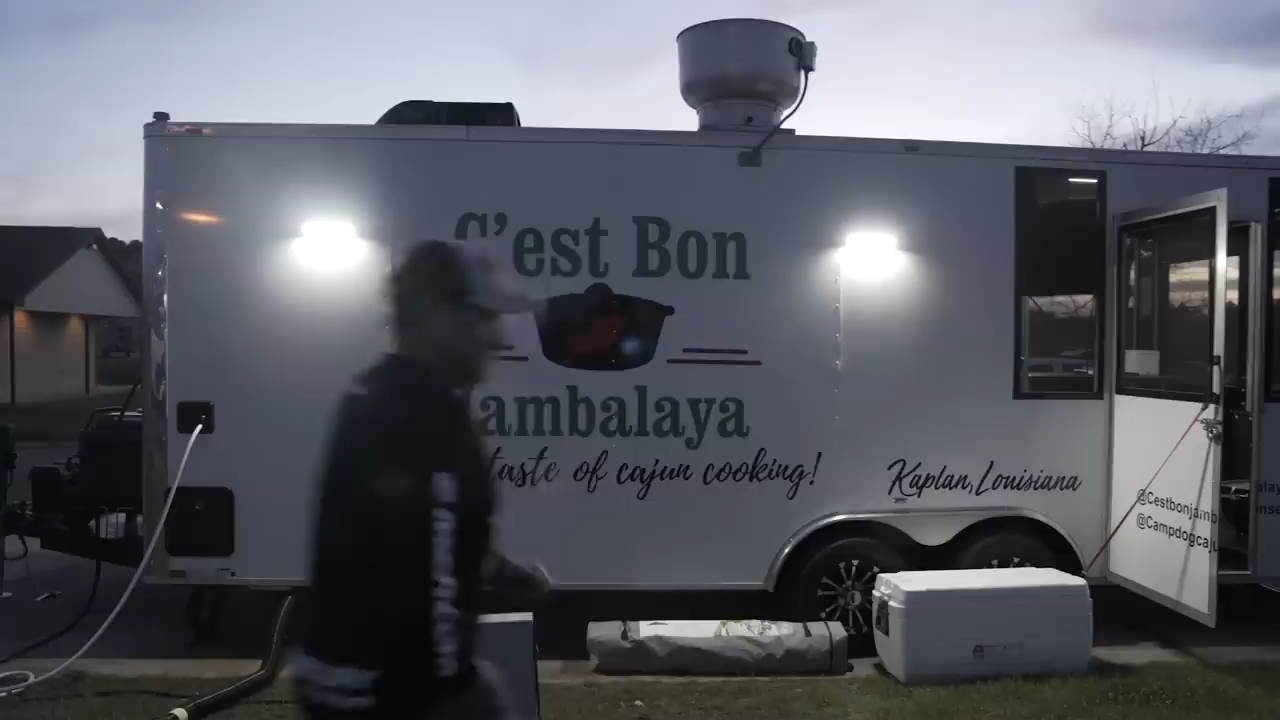 C'est Bon
ambalaya
taste of cajun cooking!
Kaplan, Louisiana
@Cestbonjamb
@Campdogcaju